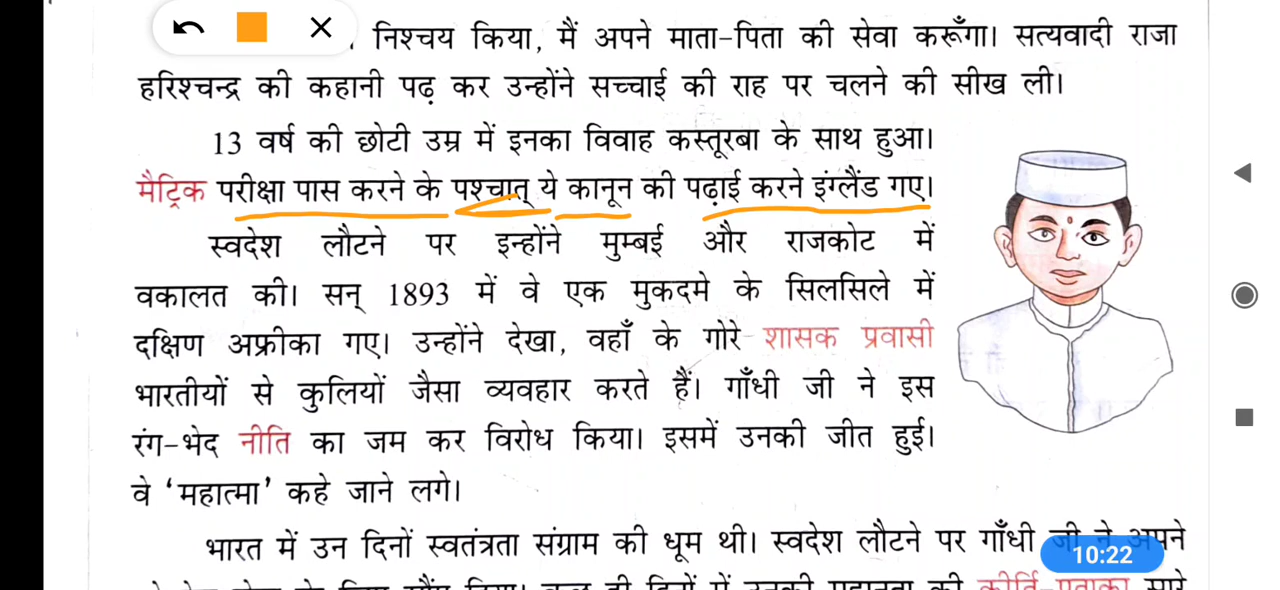 निश्चय किया, मैं अपने माता-पिता की सेवा करूँगा। सत्यवादी राजा
हरिश्चन्द्र की कहानी पढ़ कर उन्होंने सच्चाई की राह पर चलने की सीख ली।
13 वर्ष की छोटी उम्र में इनका विवाह कस्तूरबा के साथ हुआ।
मैट्रिक परीक्षा पास करने के पश्चात् ये कानून की पढ़ाई करने इंग्लैंड गए।
स्वदेश लौटने पर इन्होंने मुम्बई और राजकोट में
वकालत की। सन् 1893 में वे एक मुकदमे के सिलसिले में
दक्षिण अफ्रीका गए। उन्होंने देखा, वहाँ के गोरे शासक प्रवासी
भारतीयों से कुलियों जैसा व्यवहार करते हैं। गाँधी जी ने इस
रंग-भेद नीति का जम कर विरोध किया। इसमें उनकी जीत हुई।
वे ‘महात्मा’ कहे जाने लगे।
भारत में उन दिनों स्वतंत्रता संग्राम की धूम थी। स्वदेश लौटने पर गाँधी जी ने अपने
10:22